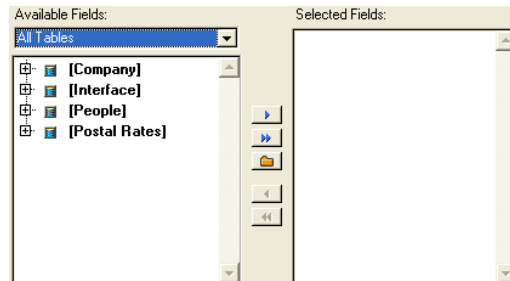 Available Fields:
Selected Fields:
All Tables
[Company]
[Interface]
[People]
[Postal Rates]